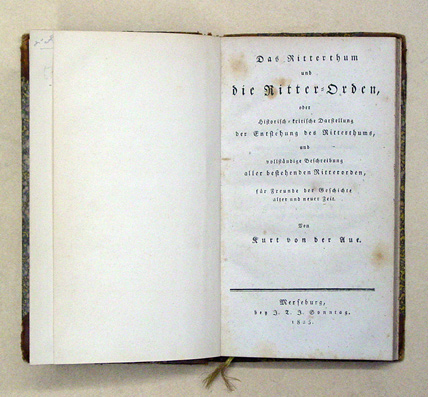 Das Ritterthum
und
die Ritter-Orden,
oder
Historisch-kritische Darstellung
der Entstehung des Ritterthums,
und
vollständige Beschreibung
aller bestehenden Ritterorden,
für Freunde der Geschichte
alter und neuer Zeit.
Von
Kurt von der Aue.
Merseburg,
bey J. T. J. Sonntag.